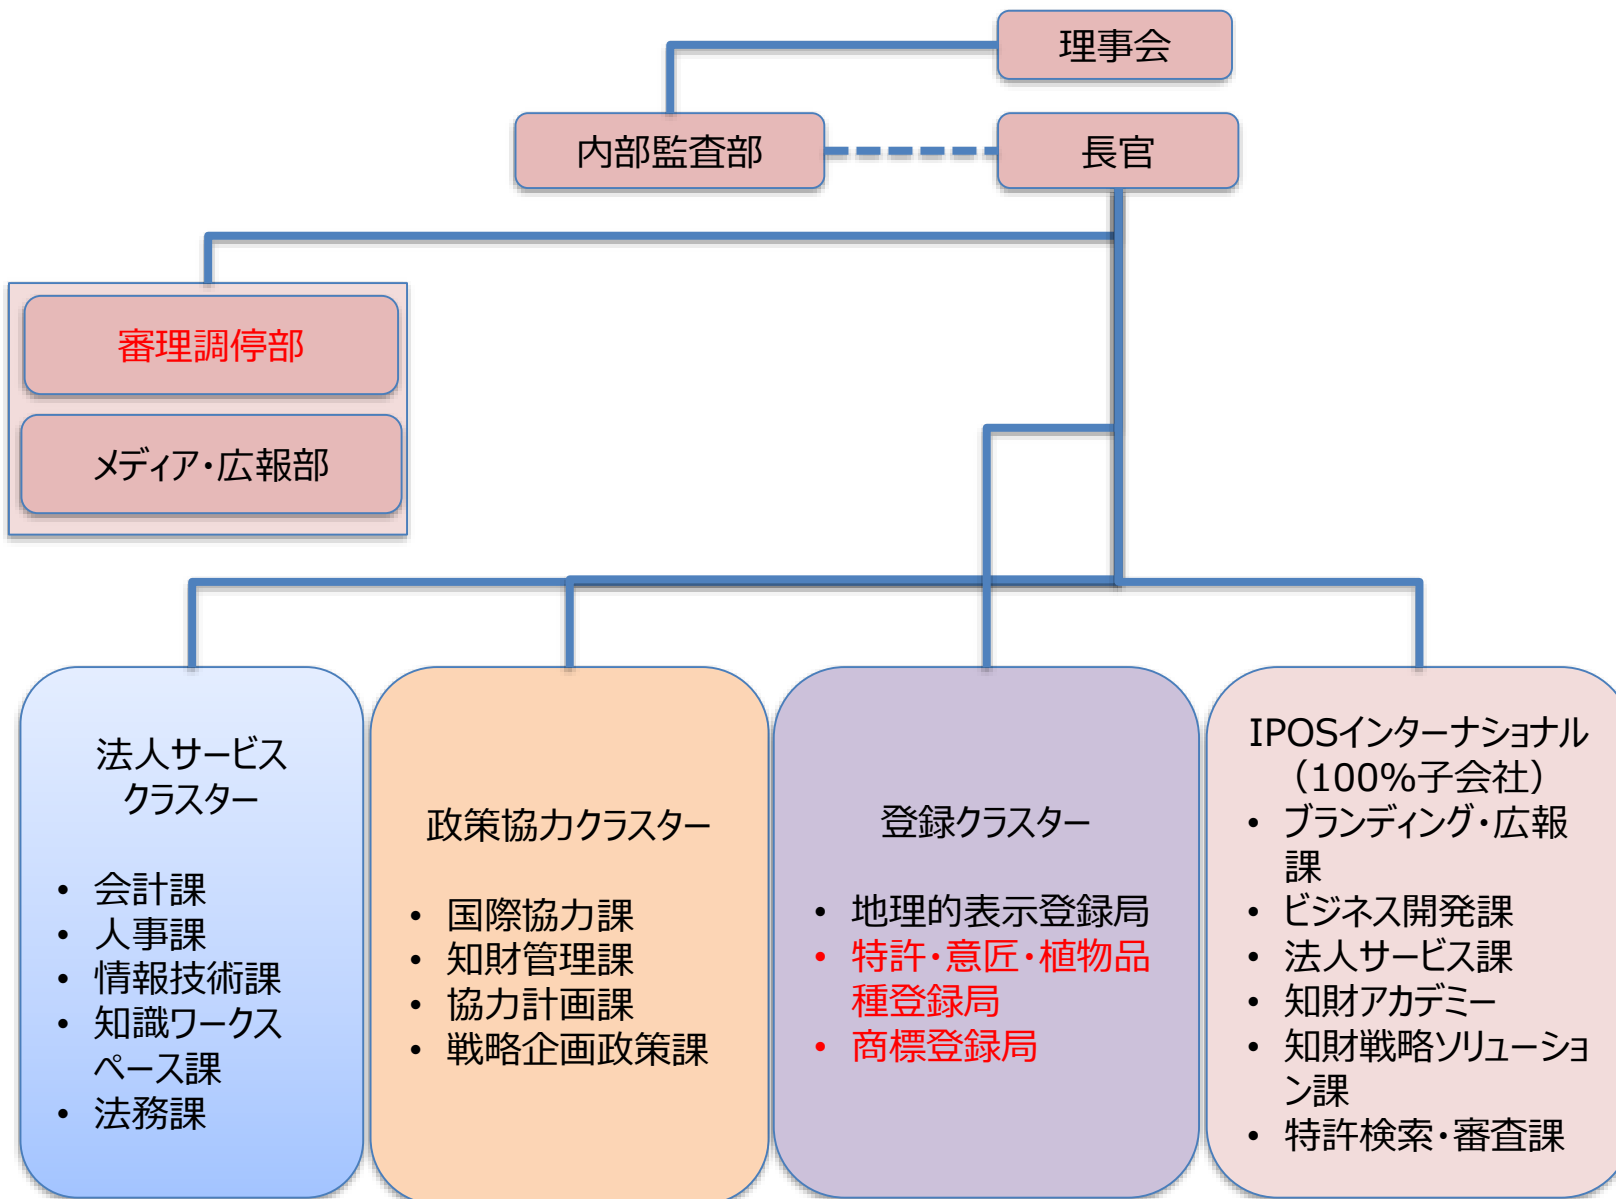 理事会
内部監査部
長官
審理調停部
メディア・広報部
法人サービス
クラスター
• 会計課
• 人事課
• 情報技術課
• 知識ワークス
ペース課
• 法務課
政策協力クラスター
• 国際協力課
• 知財管理課
• 協力計画課
• 戦略企画政策課
登録クラスター
• 地理的表示登録局
• 特許・意匠・植物品
種登録局
• 商標登録局
IPOSインターナショナル
（100%子会社）
• ブランディング・広報
課
• ビジネス開発課
• 法人サービス課
• 知財アカデミー
• 知財戦略ソリューショ
ン課
• 特許検索・審査課